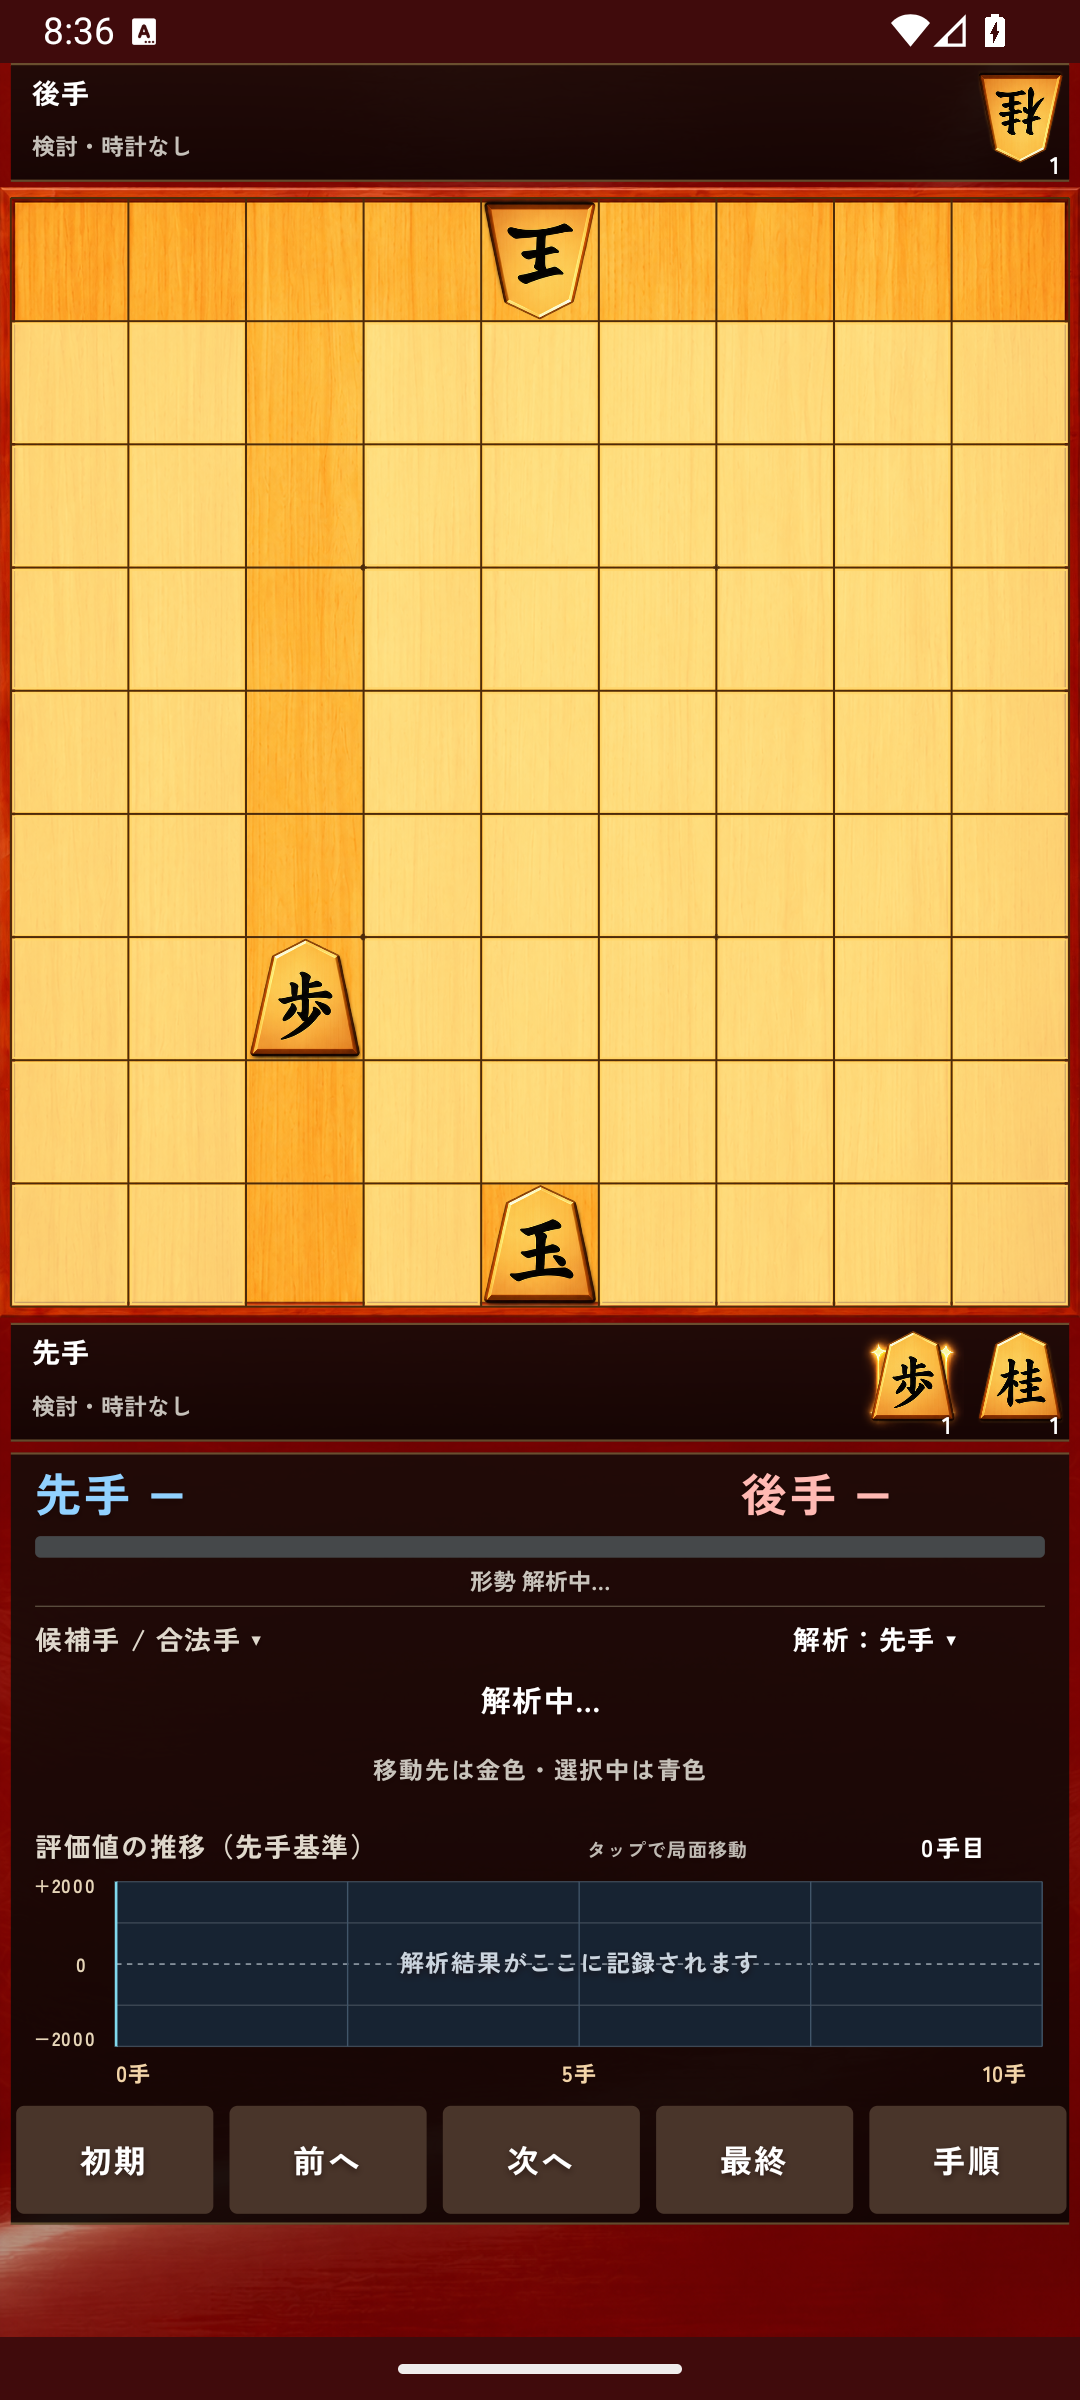 8:36
後手
検討・時計なし
桂
1
王
歩
玉
先手
検討・時計なし
歩
1
桂
1
先手 −
後手 −
形勢 解析中...
候補手 / 合法手 ▾
解析：先手 ▾
解析中...
移動先は金色・選択中は青色
評価値の推移（先手基準）
タップで局面移動
0手目
+2000
0
−2000
解析結果がここに記録されます
0手
5手
10手
初期
前へ
次へ
最終
手順